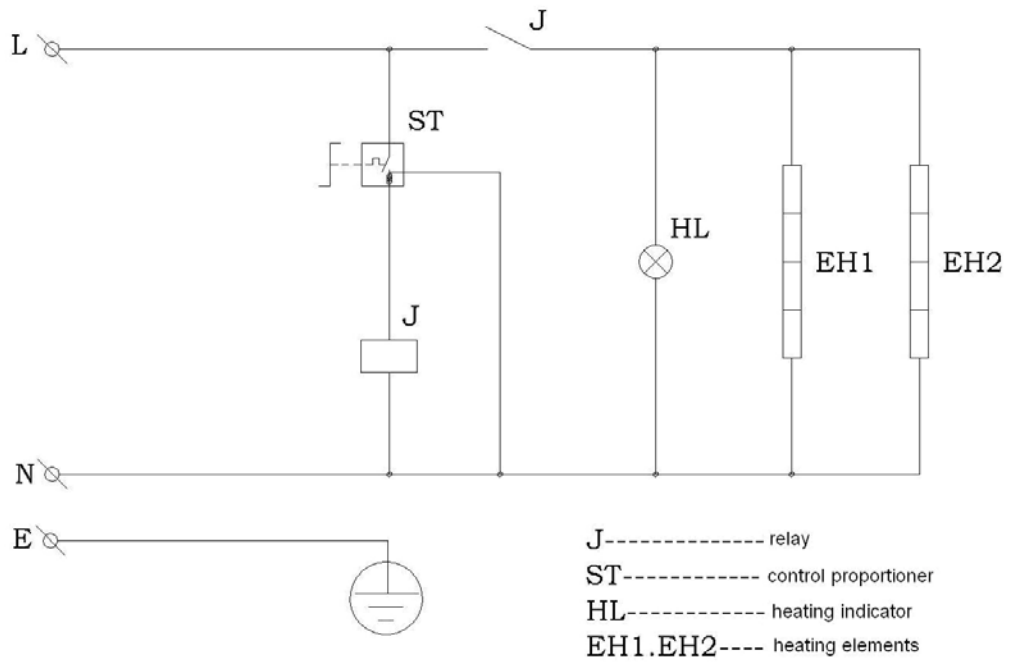 J
L
ST
HL
EH1
EH2
J
N
E
J------------- relay
ST------------ control proportioner
HL------------ heating indicator
EH1.EH2---- heating elements